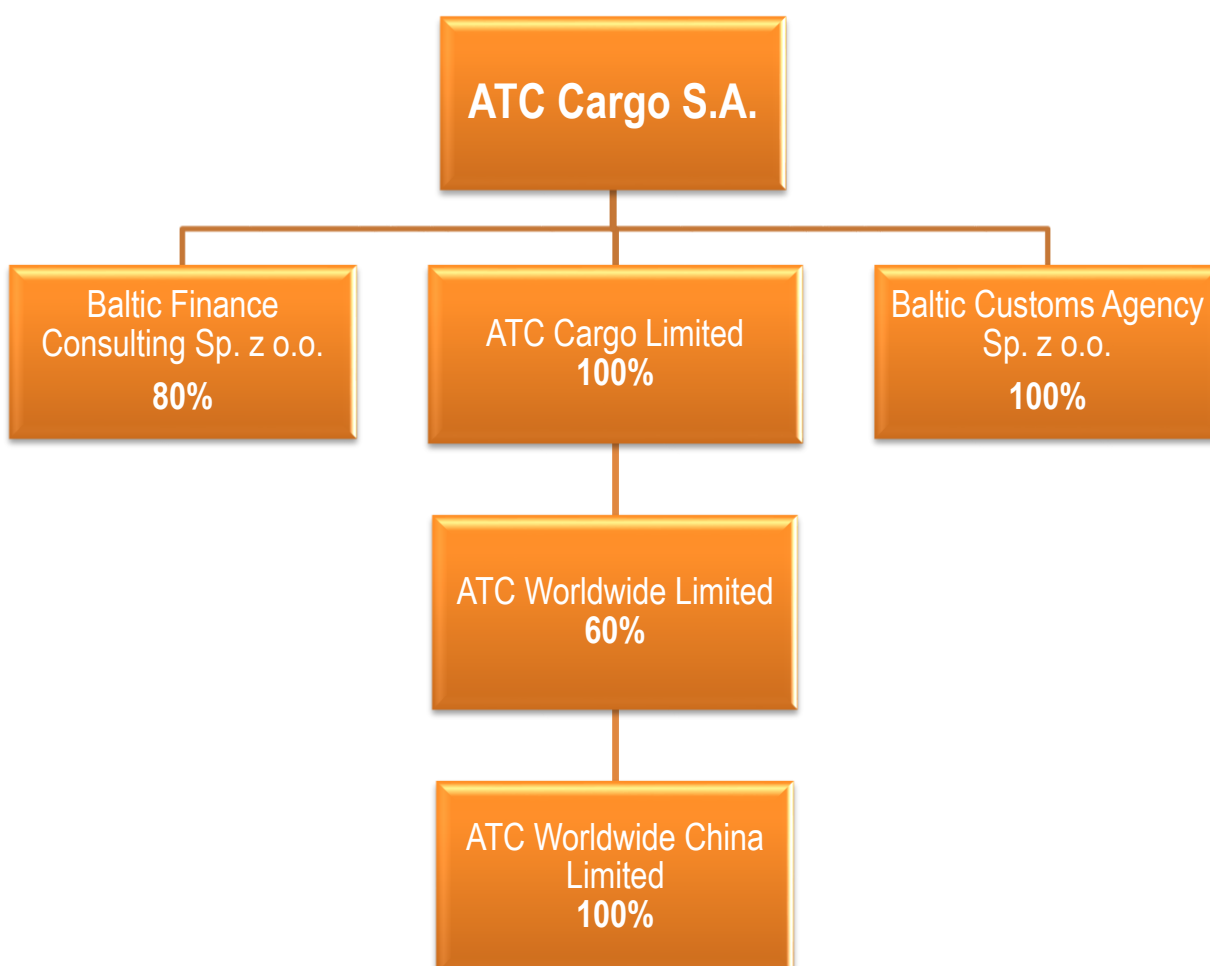 ATC Cargo S.A.
Baltic Finance
Consulting Sp. z o.o.
80%
ATC Cargo Limited
100%
Baltic Customs Agency
Sp. z o.o.
100%
ATC Worldwide Limited
60%
ATC Worldwide China
Limited
100%